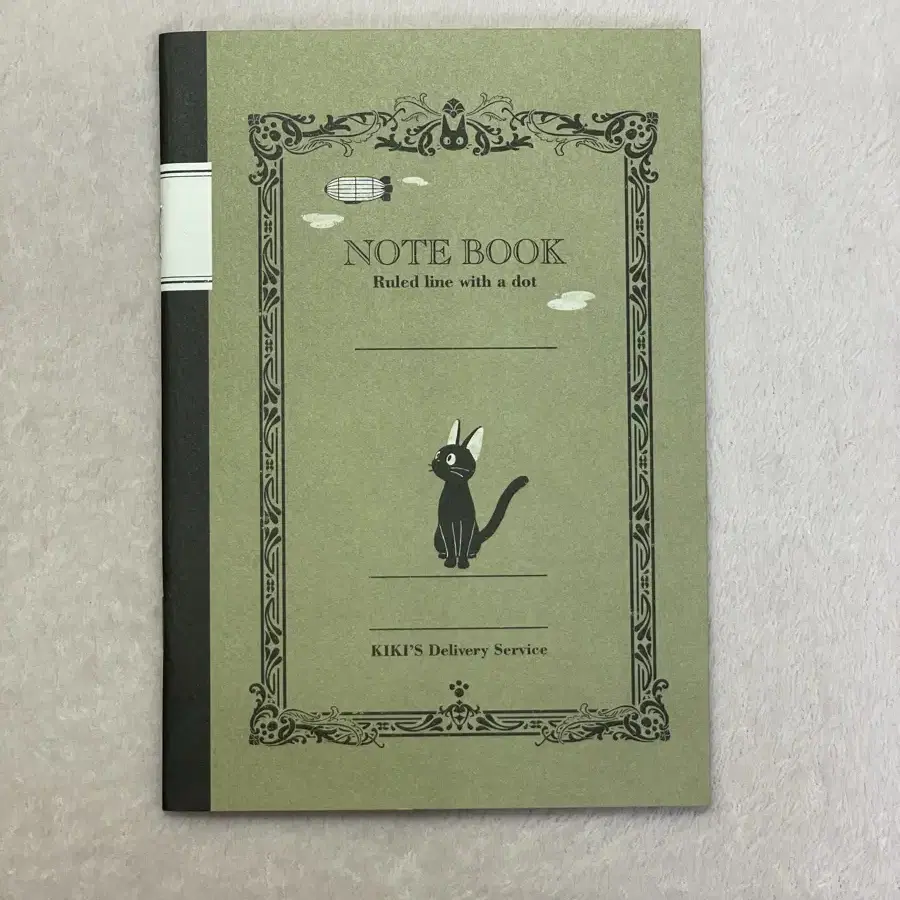 NOTE BOOK
Ruled line with a dot
KIKI'S Delivery Service